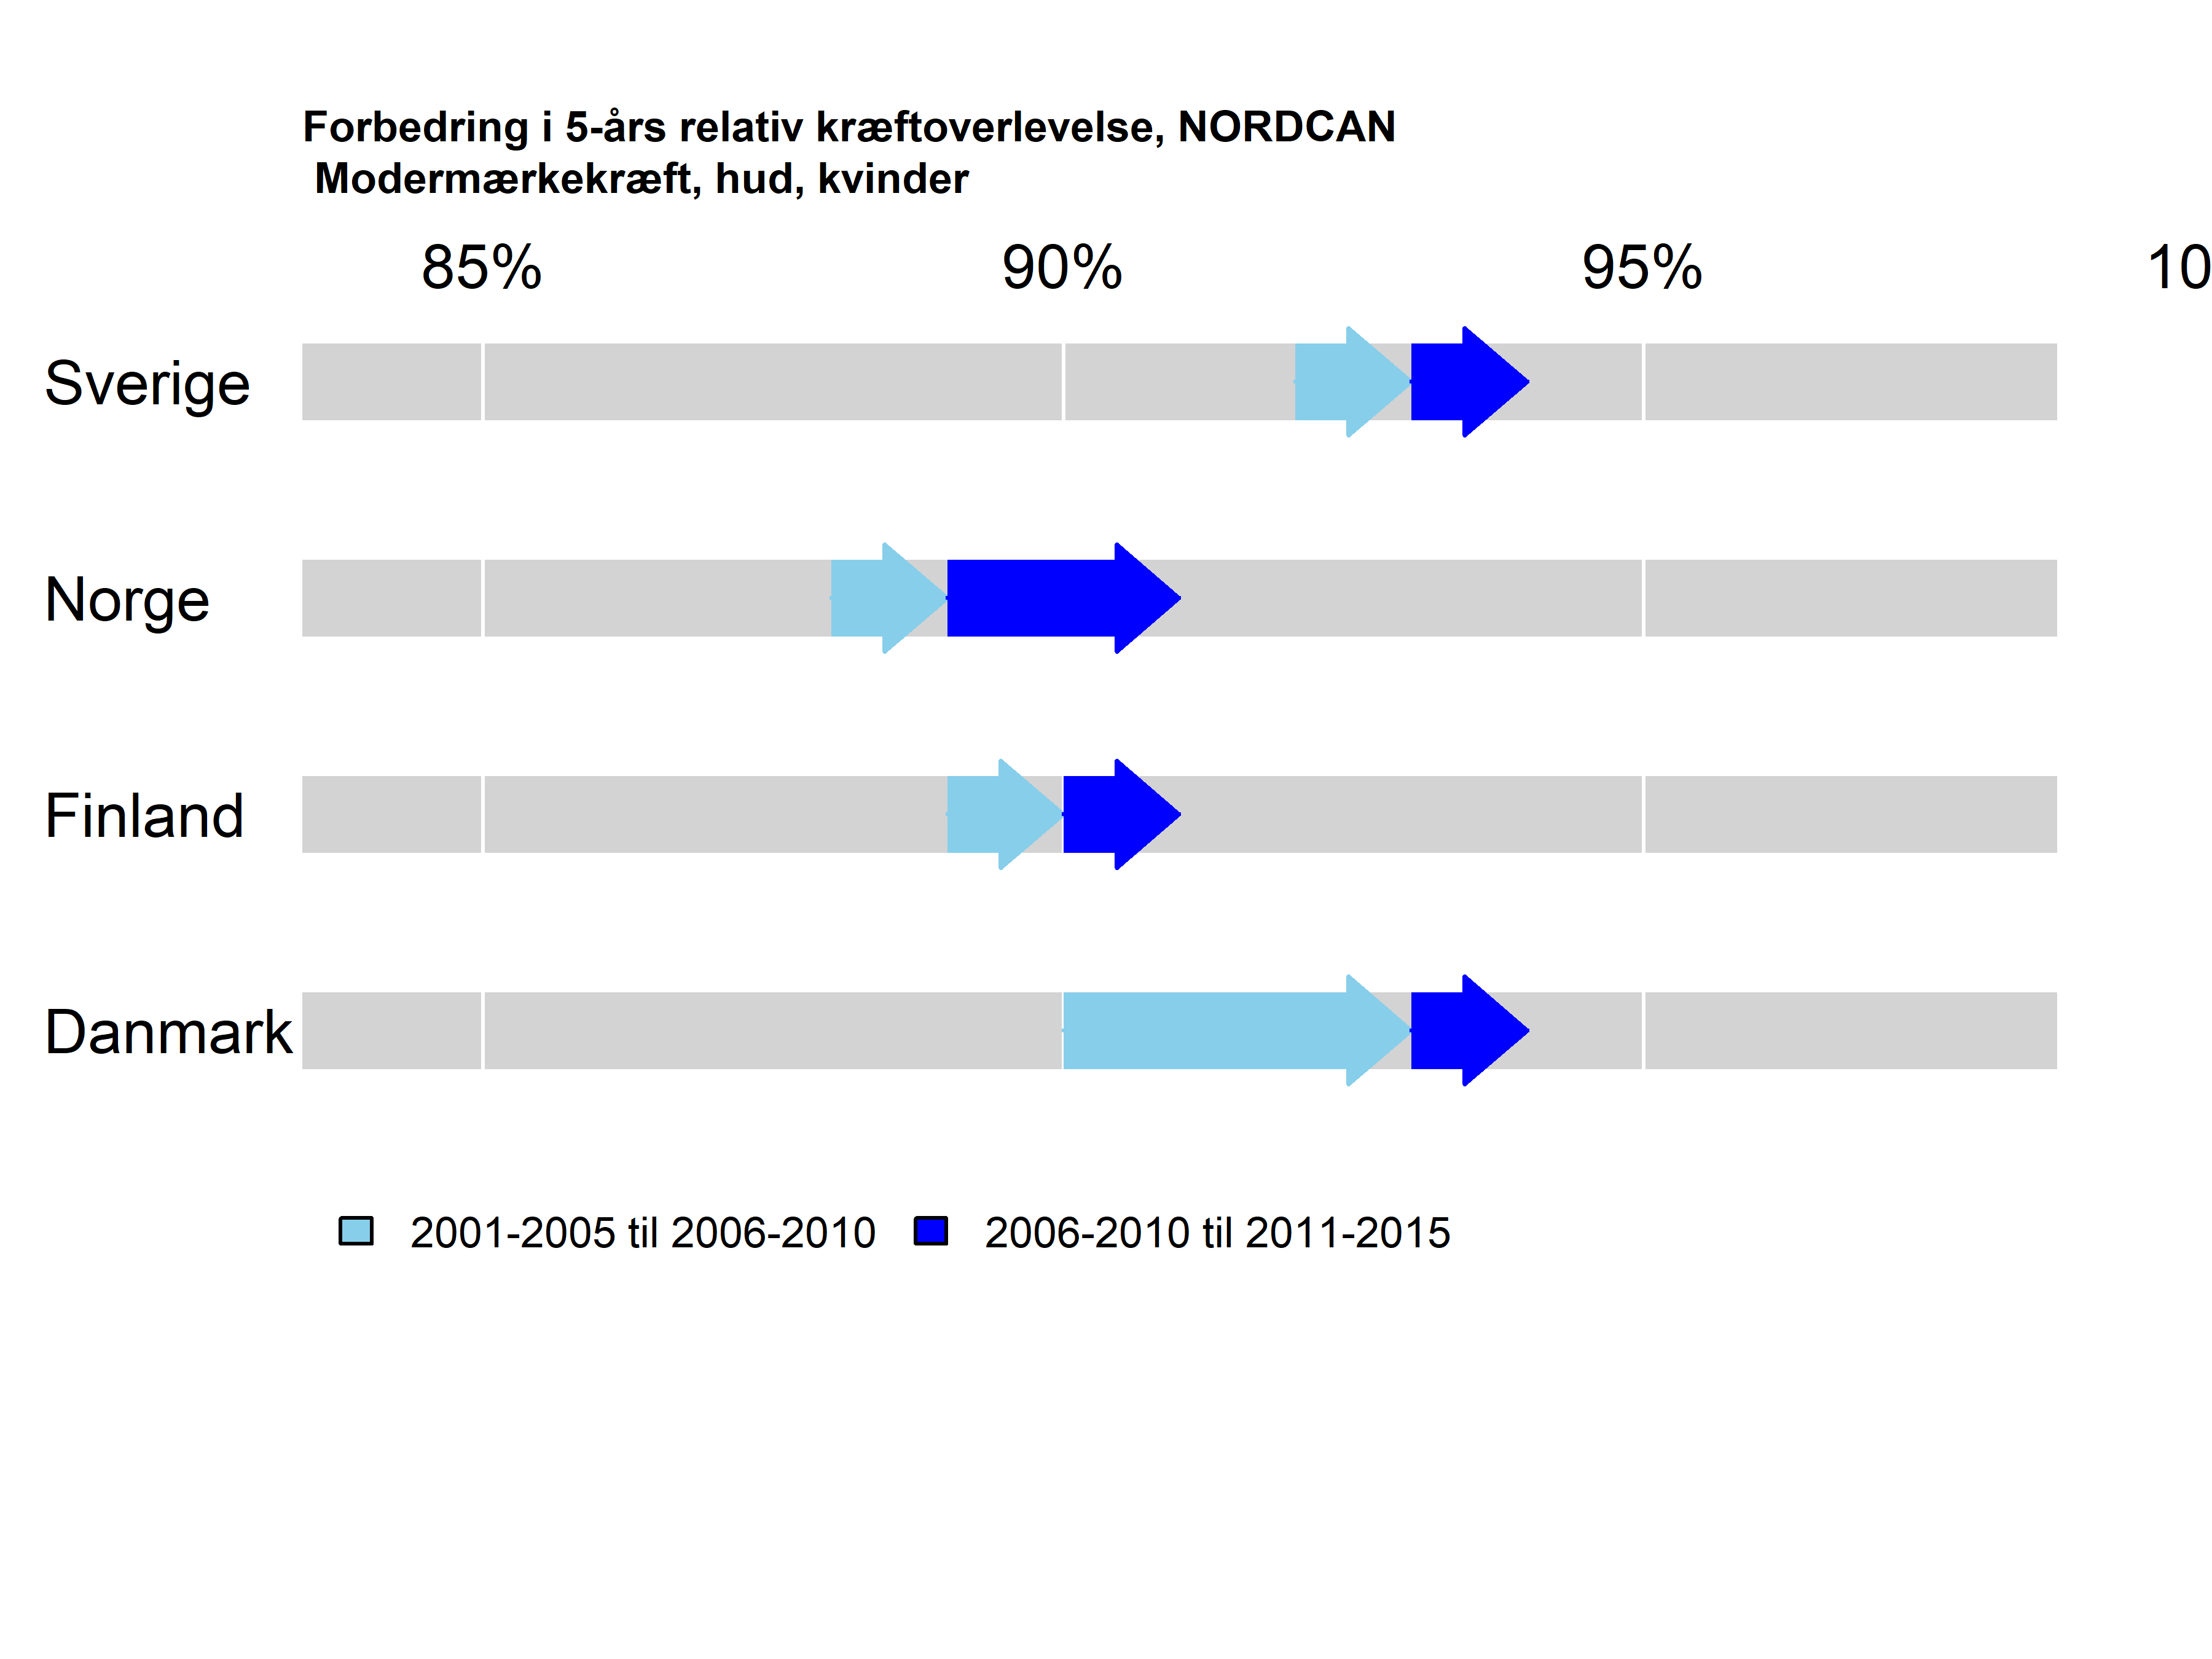 Forbedring i 5-års relativ kræftoverlevelse, NORDCAN
Modermærkekræft, hud, kvinder
85% 90% 95% 10
Sverige
Norge
Finland
Danmark
2001-2005 til 2006-2010 2006-2010 til 2011-2015